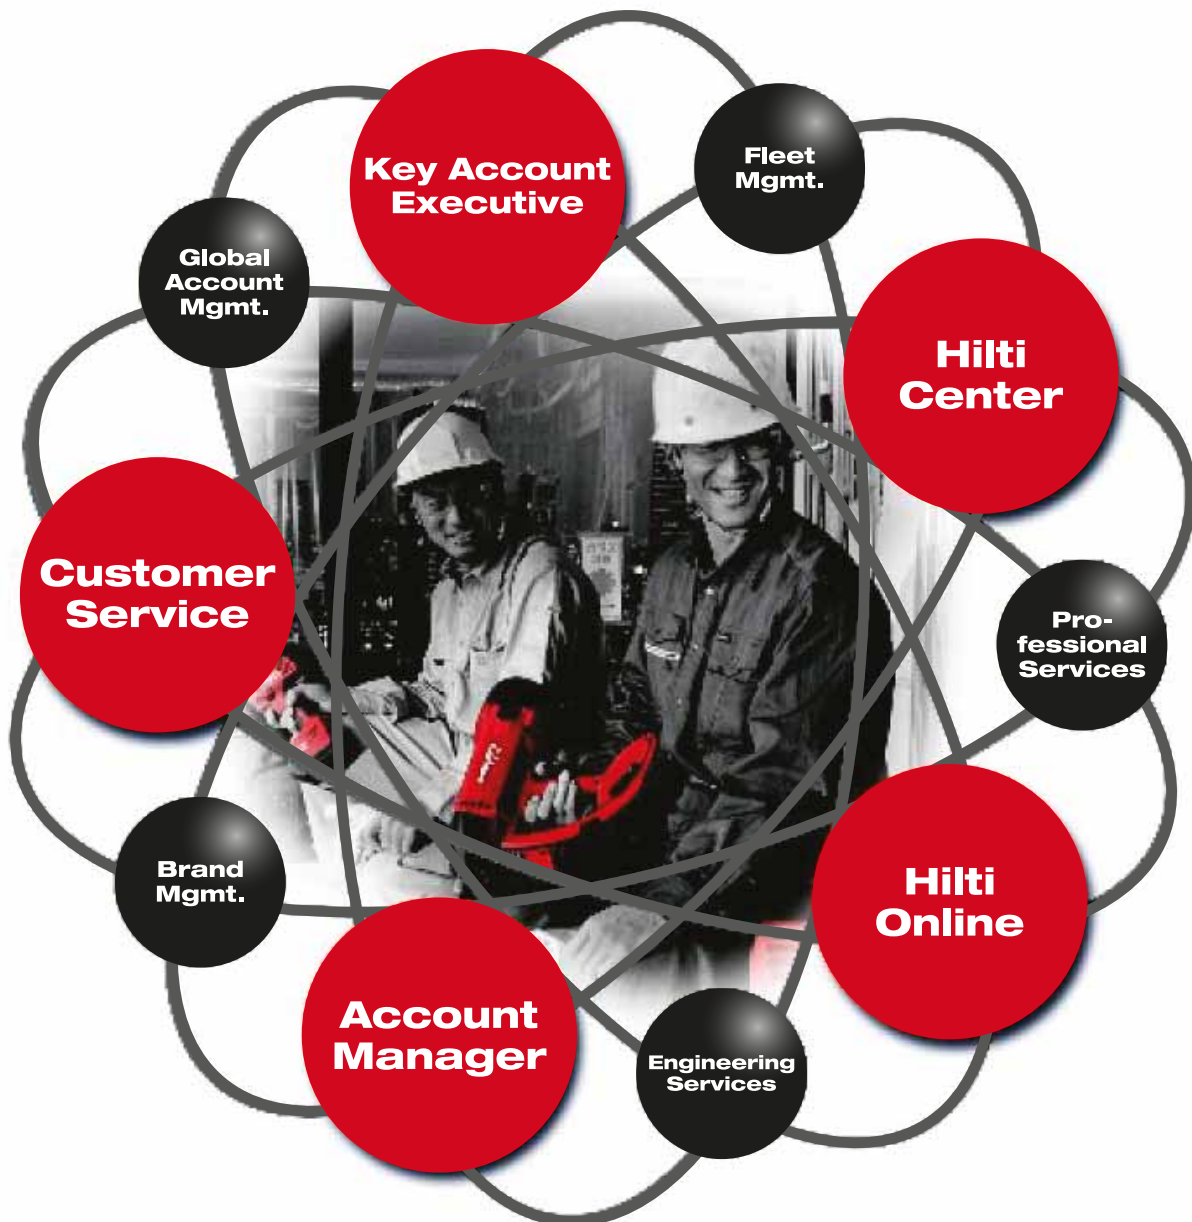 Key Account
Executive
Fleet
Mgmt.
Global
Account
Mgmt.
Hilti
Center
Customer
Service
Pro-
fessional
Services
Brand
Mgmt.
Hilti
Online
Account
Manager
Engineering
Services